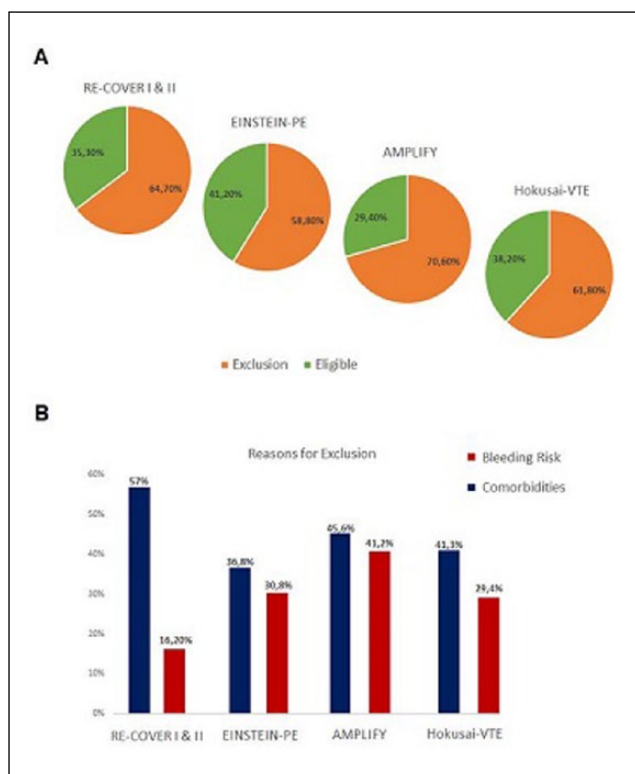 A
RE-COVER I & II
EINSTEIN-PE
AMPLIFY
Hokusai-VTE
35,30%
64,70%
41,20%
58,80%
29,40%
70,60%
38,20%
61,80%
Exclusion
Eligible
B
Reasons for Exclusion
Bleeding Risk
Comorbidities
60%
50%
40%
30%
20%
10%
0%
57%
16,20%
36,8%
30,8%
45,6%
41,2%
41,3%
29,4%
RE-COVER I & II
EINSTEIN-PE
AMPLIFY
Hokusai-VTE